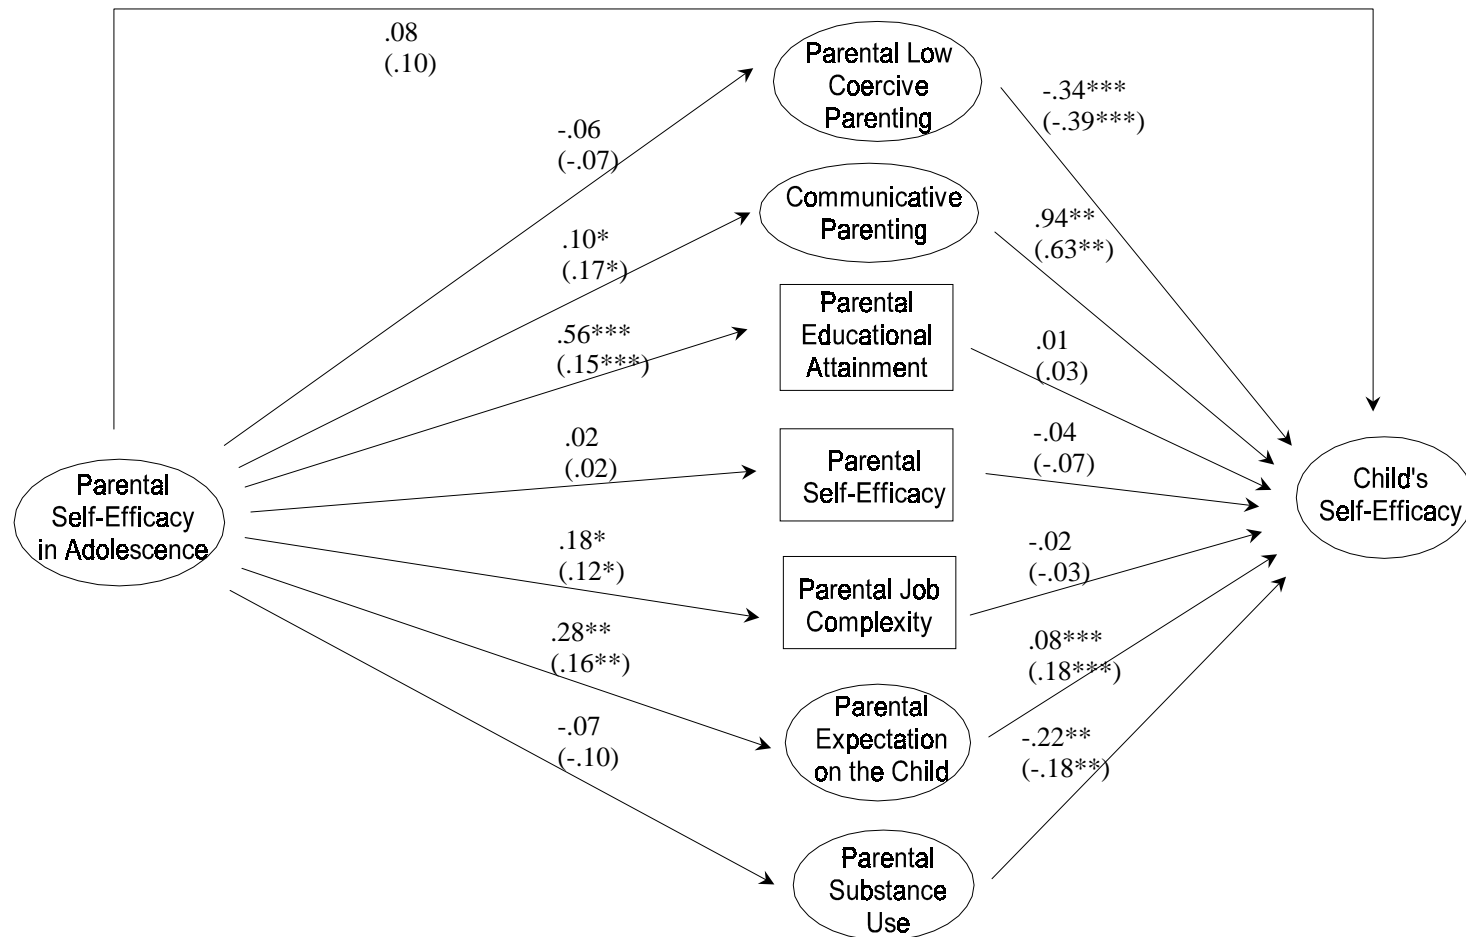 .08
(.10)
Parental Low
Coercive
Parenting
-.34***
(-.39***)
-.06
(-.07)
Communicative
Parenting
.94**
(.63**)
.10*
(.17*)
Parental
Educational
Attainment
.56***
(.15***)
.01
(.03)
Parental
Self-Efficacy
in Adolescence
.02
(.02)
Parental
Self-Efficacy
-.04
(-.07)
Child's
Self-Efficacy
.18*
(.12*)
Parental Job
Complexity
-.02
(-.03)
.28**
(.16**)
Parental
Expectation
on the Child
.08***
(.18***)
-.07
(-.10)
Parental
Substance
Use
-.22**
(-.18**)